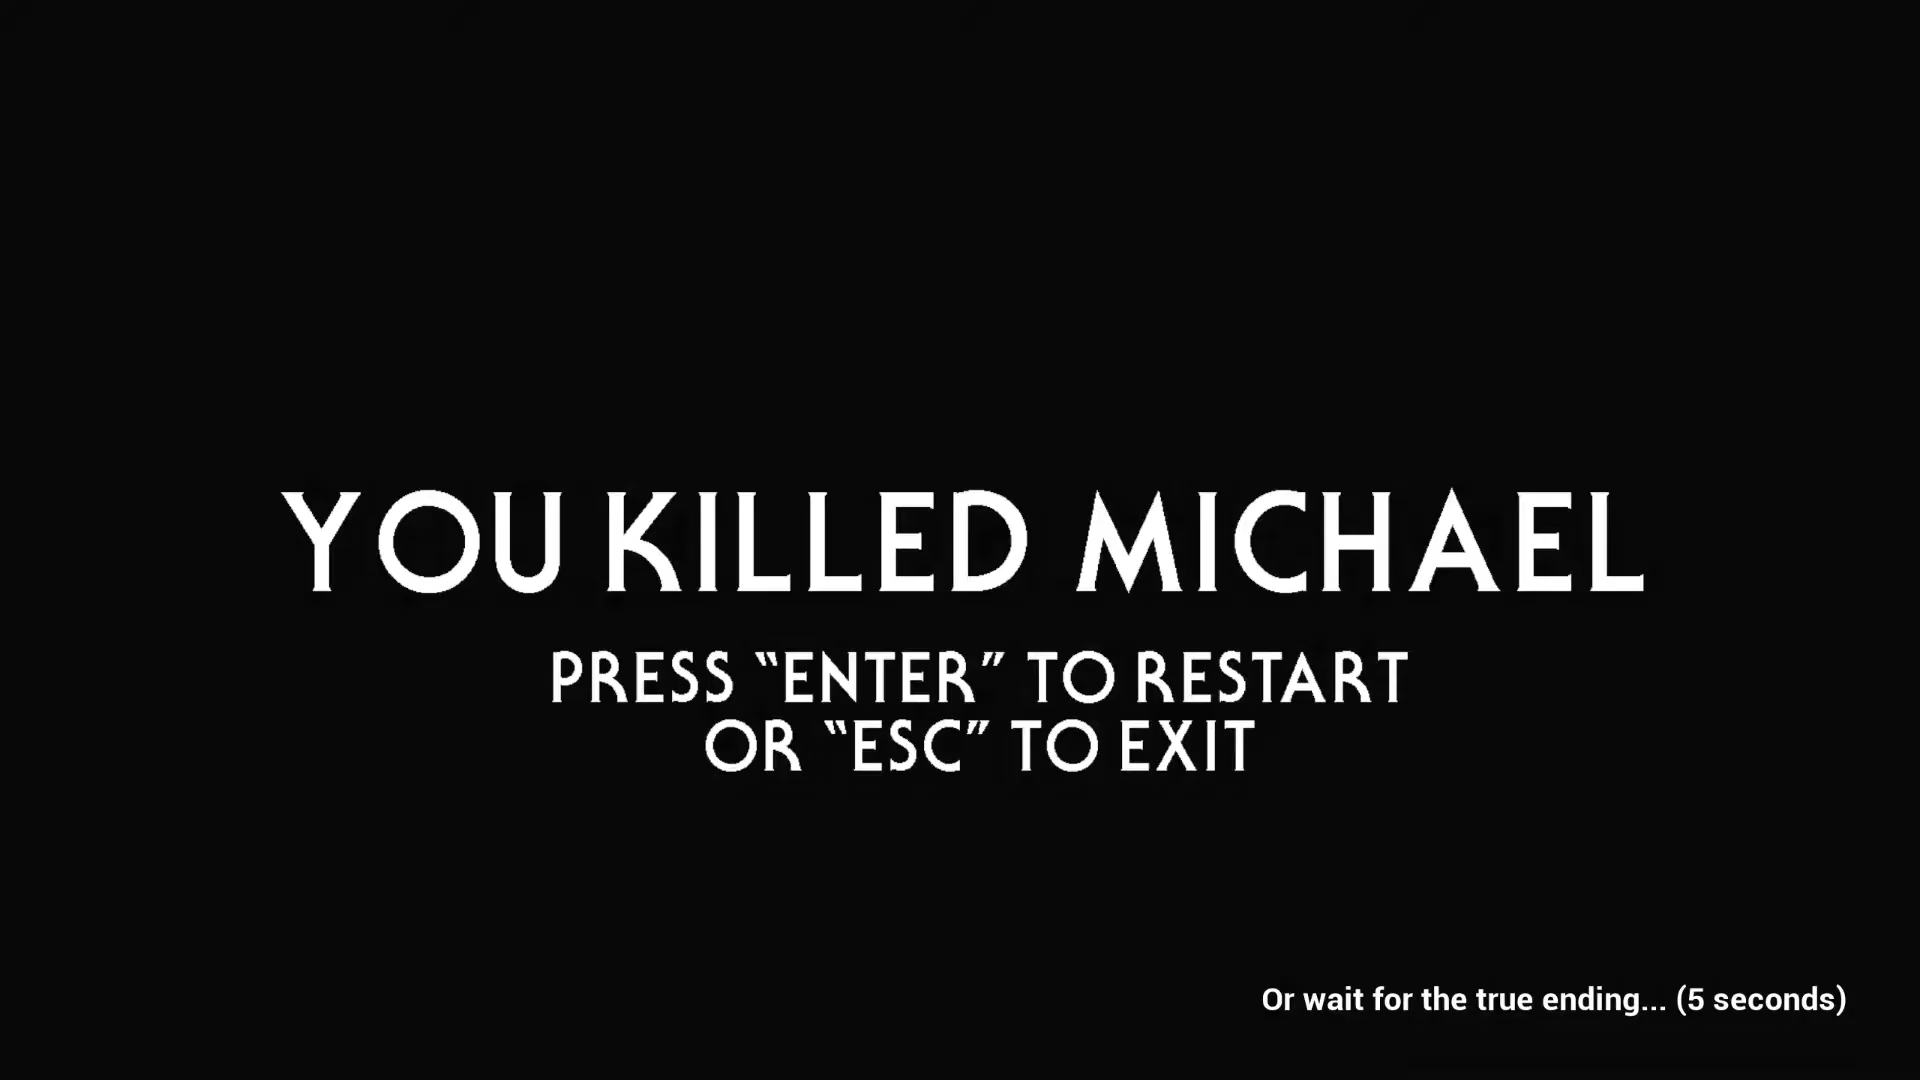 YOU KILLED MICHAEL
PRESS “ENTER” TO RESTART
OR “ESC” TO EXIT
Or wait for the true ending... (5 seconds)